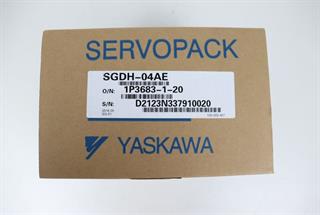 SERVOPACK
SGDH-04AE
O/N: 1P3683-1-20
S/N: D2123N337910020
YASKAWA